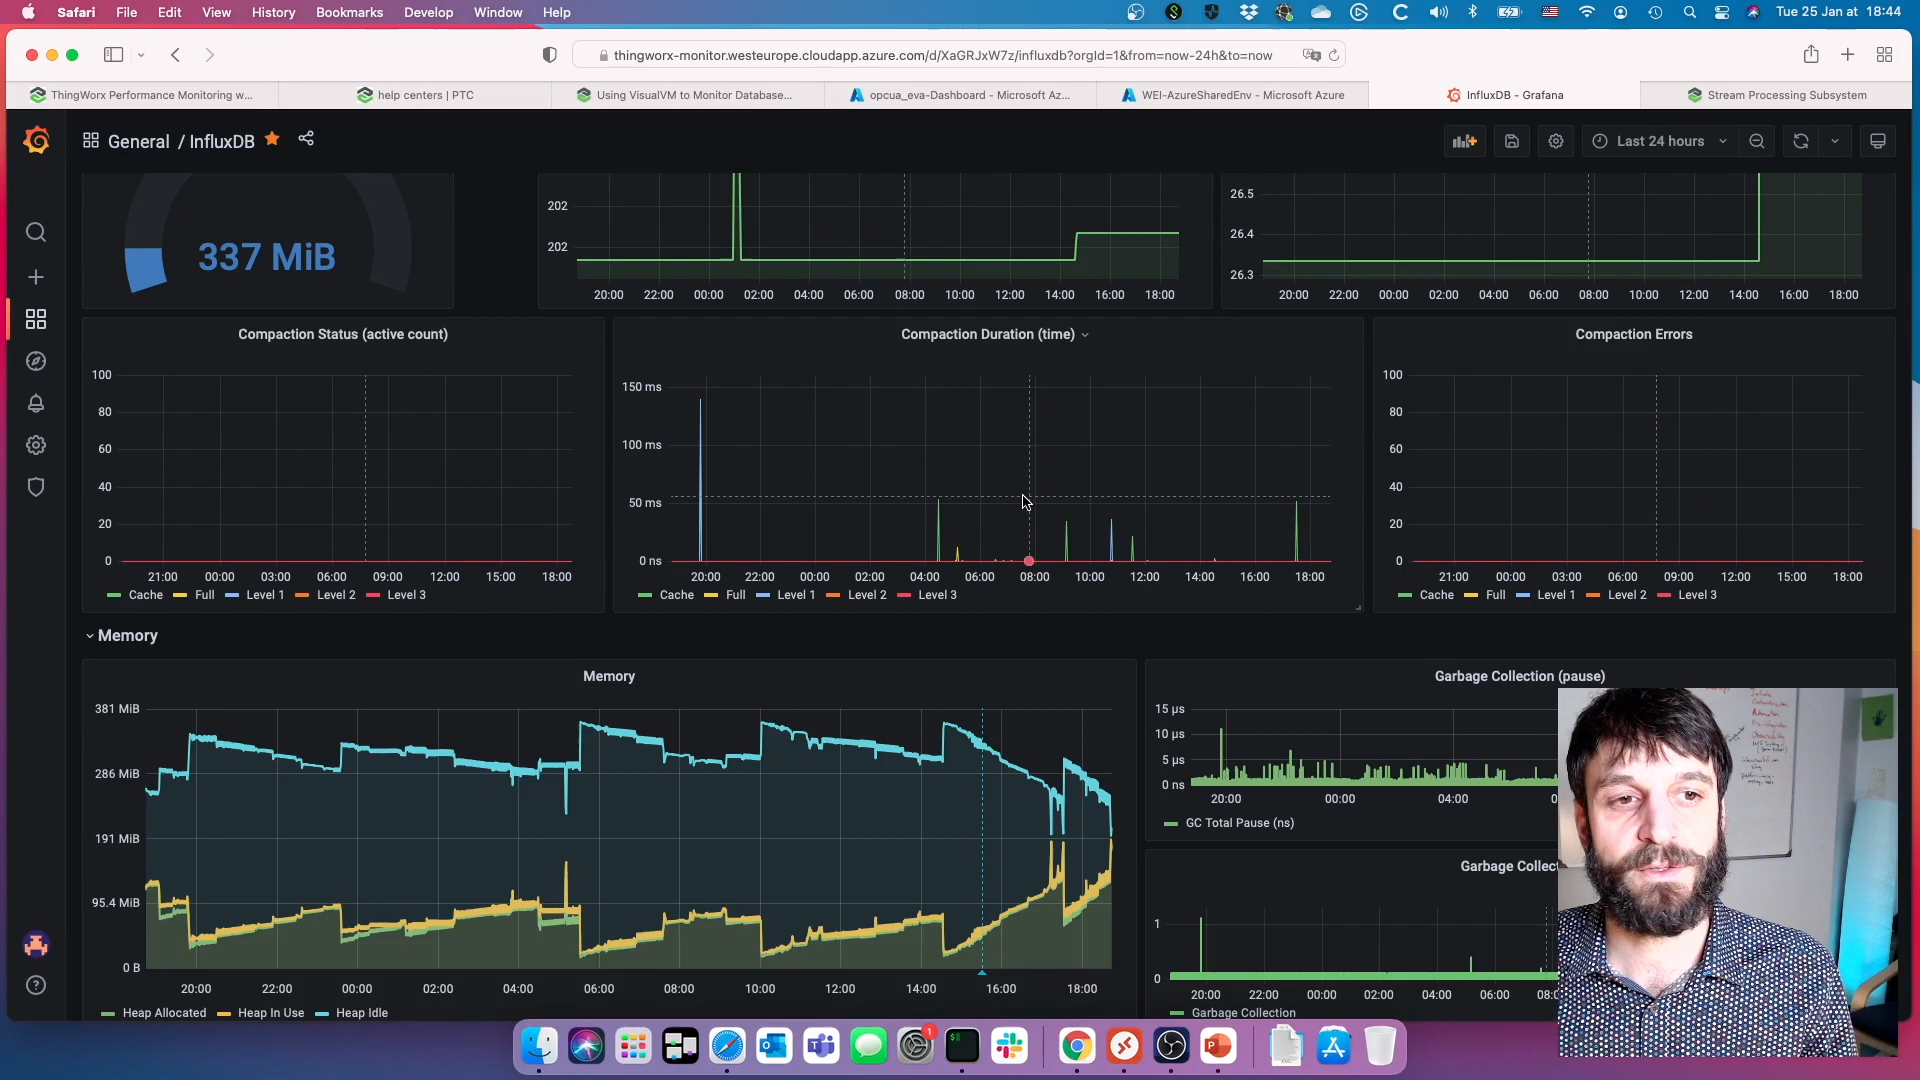 Safari File Edit View History Bookmarks Develop Window Help Tue 25 Jan at 18:44
thingworx-monitor.westeurope.cloudapp.azure.com/d/XaGRJxW7z/influxdb?orgId=1&from=now-24h&to=now
ThingWorx Performance Monitoring w... help centers | PTC Using VisualVM to Monitor Database... opcua_eva-Dashboard - Microsoft Az... WEI-AzureSharedEnv - Microsoft Azure InfluxDB - Grafana Stream Processing Subsystem
General / InfluxDB Last 24 hours
337 MiB
202
202
20:00 22:00 00:00 02:00 04:00 06:00 08:00 10:00 12:00 14:00 16:00 18:00
26.5
26.4
26.3
20:00 22:00 00:00 02:00 04:00 06:00 08:00 10:00 12:00 14:00 16:00 18:00
Compaction Status (active count)
100
80
60
40
20
0
21:00 00:00 03:00 06:00 09:00 12:00 15:00 18:00
Cache Full Level 1 Level 2 Level 3
Compaction Duration (time)
150 ms
100 ms
50 ms
0 ns
20:00 22:00 00:00 02:00 04:00 06:00 08:00 10:00 12:00 14:00 16:00 18:00
Cache Full Level 1 Level 2 Level 3
Compaction Errors
100
80
60
40
20
0
21:00 00:00 03:00 06:00 09:00 12:00 15:00 18:00
Cache Full Level 1 Level 2 Level 3
Memory
Memory
381 MiB
286 MiB
191 MiB
95.4 MiB
0 B
20:00 22:00 00:00 02:00 04:00 06:00 08:00 10:00 12:00 14:00 16:00 18:00
Heap Allocated Heap In Use Heap Idle
Garbage Collection (pause)
15 µs
10 µs
5 µs
0 ns
20:00 00:00 04:00
GC Total Pause (ns)
Garbage Collect
1
0
20:00 22:00 00:00 02:00 04:00 06:00 08:0
Garbage Collection
1